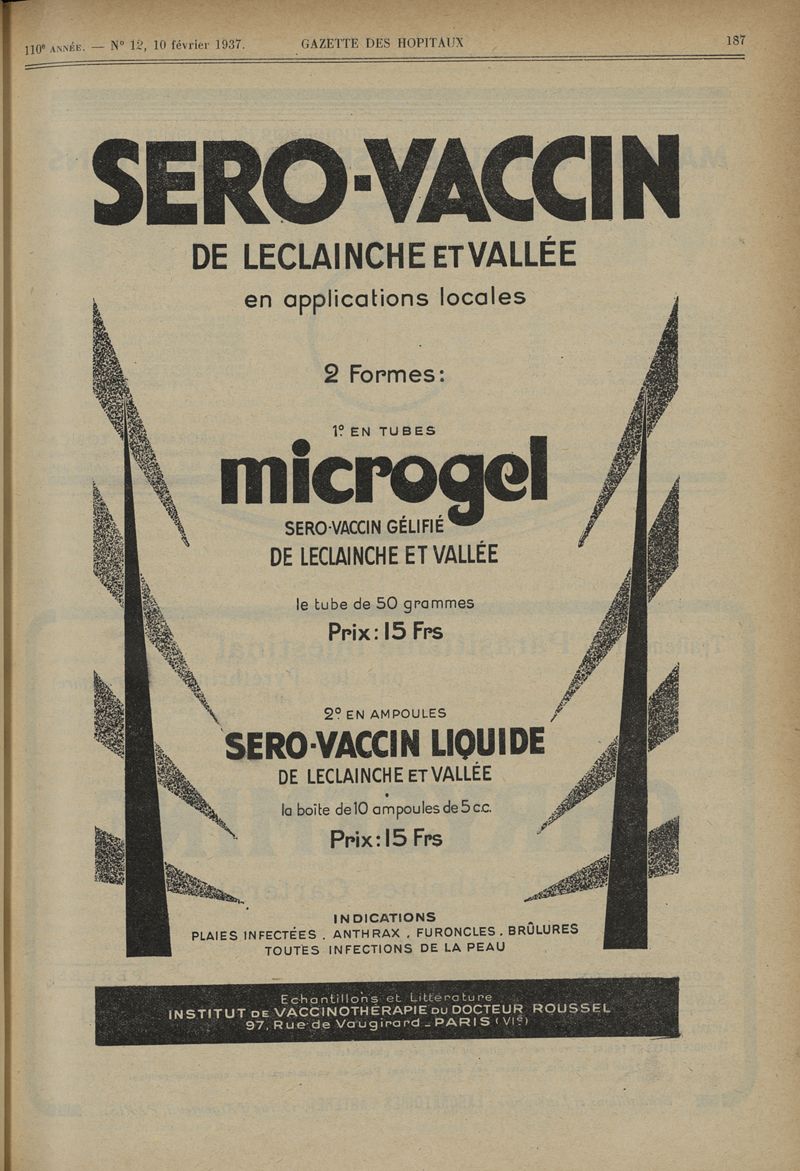 110e ANNÉE. — N° 12, 10 février 1937. GAZETTE DES HOPITAUX 187
SERO-VACCIN
DE LECLAINCHE ET VALLÉE
en applications locales
2 Formes:
1º EN TUBES
microgel
SERO-VACCIN GÉLIFIÉ
DE LECLAINCHE ET VALLÉE
le tube de 50 grammes
Prix: 15 Frs
2º EN AMPOULES
SERO-VACCIN LIQUIDE
DE LECLAINCHE ET VALLÉE
la boîte de 10 ampoules de 5 c.c.
Prix: 15 Frs
INDICATIONS
PLAIES INFECTÉES . ANTHRAX . FURONCLES . BRÛLURES
TOUTES INFECTIONS DE LA PEAU
Echantillons et Littérature
INSTITUT DE VACCINOTHÉRAPIE DU DOCTEUR ROUSSEL
97, Rue de Vaugirard - PARIS (VIe)